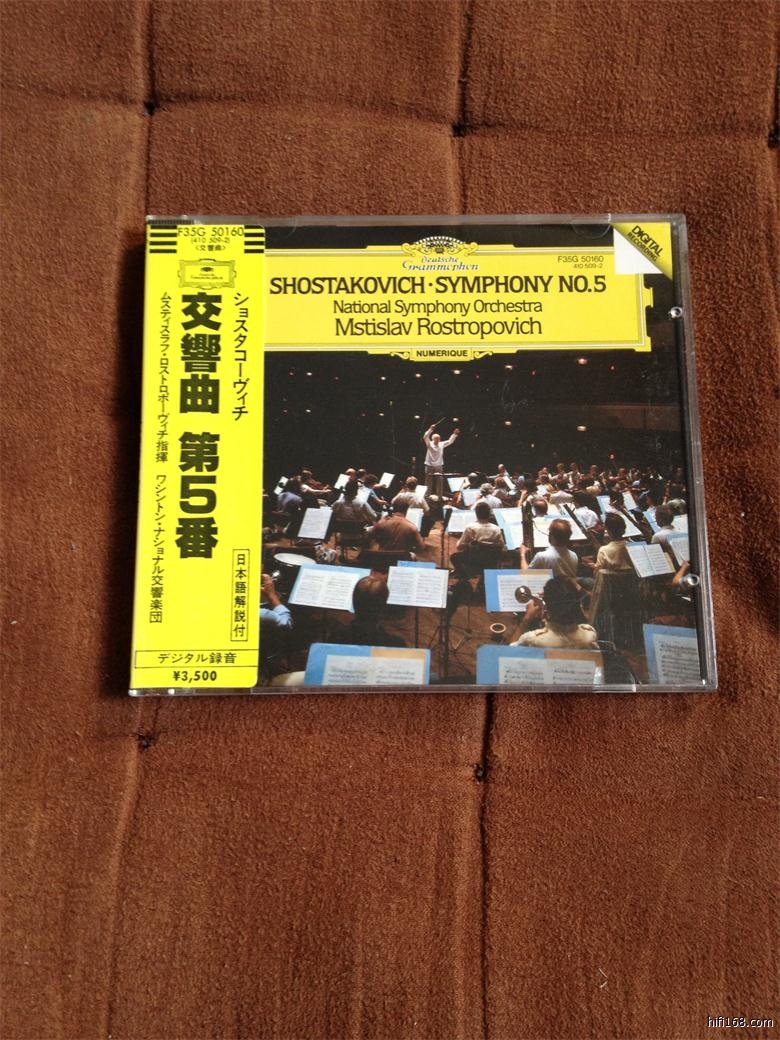 F35G 50160
(410 509-2)
〈交響曲〉
ショスタコーヴィチ
交響曲 第5番
ムスティスラフ・ロストロポーヴィチ指揮 ワシントン・ナショナル交響楽団
日本語解説付
デジタル録音
¥3,500
Deutsche
Grammophon
F35G 50160
410 509-2
DIGITAL
RECORDING
SHOSTAKOVICH·SYMPHONY NO.5
National Symphony Orchestra
Mstislav Rostropovich
NUMERIQUE
hifi168.com